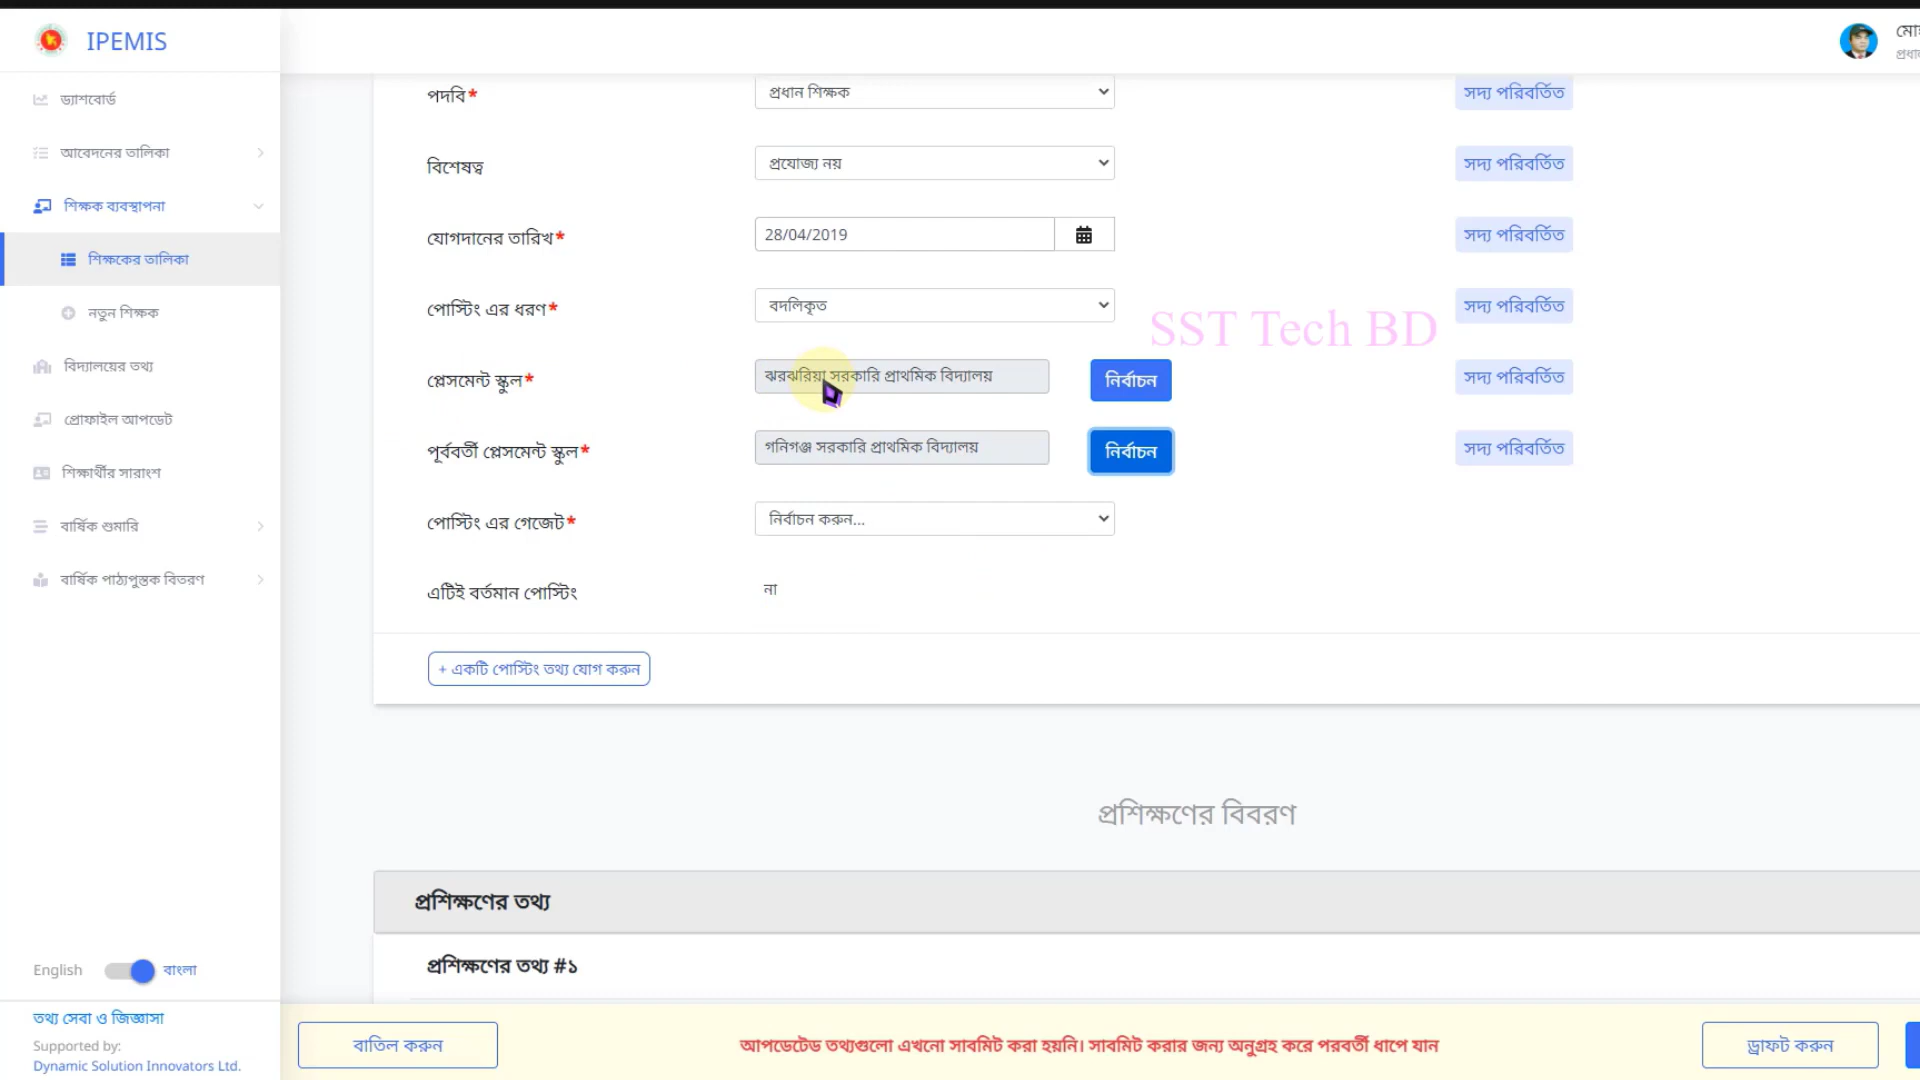 IPEMIS
মোঃ
প্রধান
ড্যাশবোর্ড
আবেদনের তালিকা
শিক্ষক ব্যবস্থাপনা
শিক্ষকের তালিকা
নতুন শিক্ষক
বিদ্যালয়ের তথ্য
প্রোফাইল আপডেট
শিক্ষার্থীর সারাংশ
বার্ষিক শুমারি
বার্ষিক পাঠ্যপুস্তক বিতরণ
English বাংলা
তথ্য সেবা ও জিজ্ঞাসা
Supported by:
Dynamic Solution Innovators Ltd.
পদবি* প্রধান শিক্ষক সদ্য পরিবর্তিত
বিশেষত্ব প্রযোজ্য নয় সদ্য পরিবর্তিত
যোগদানের তারিখ* 28/04/2019 সদ্য পরিবর্তিত
পোস্টিং এর ধরণ* বদলিকৃত সদ্য পরিবর্তিত
SST Tech BD
প্লেসমেন্ট স্কুল* ঝরঝরিয়া সরকারি প্রাথমিক বিদ্যালয় নির্বাচন সদ্য পরিবর্তিত
পূর্ববর্তী প্লেসমেন্ট স্কুল* গনিগঞ্জ সরকারি প্রাথমিক বিদ্যালয় নির্বাচন সদ্য পরিবর্তিত
পোস্টিং এর গেজেট* নির্বাচন করুন...
এটিই বর্তমান পোস্টিং না
+ একটি পোস্টিং তথ্য যোগ করুন
প্রশিক্ষণের বিবরণ
প্রশিক্ষণের তথ্য
প্রশিক্ষণের তথ্য #১
বাতিল করুন আপডেটেড তথ্যগুলো এখনো সাবমিট করা হয়নি। সাবমিট করার জন্য অনুগ্রহ করে পরবর্তী ধাপে যান ড্রাফট করুন